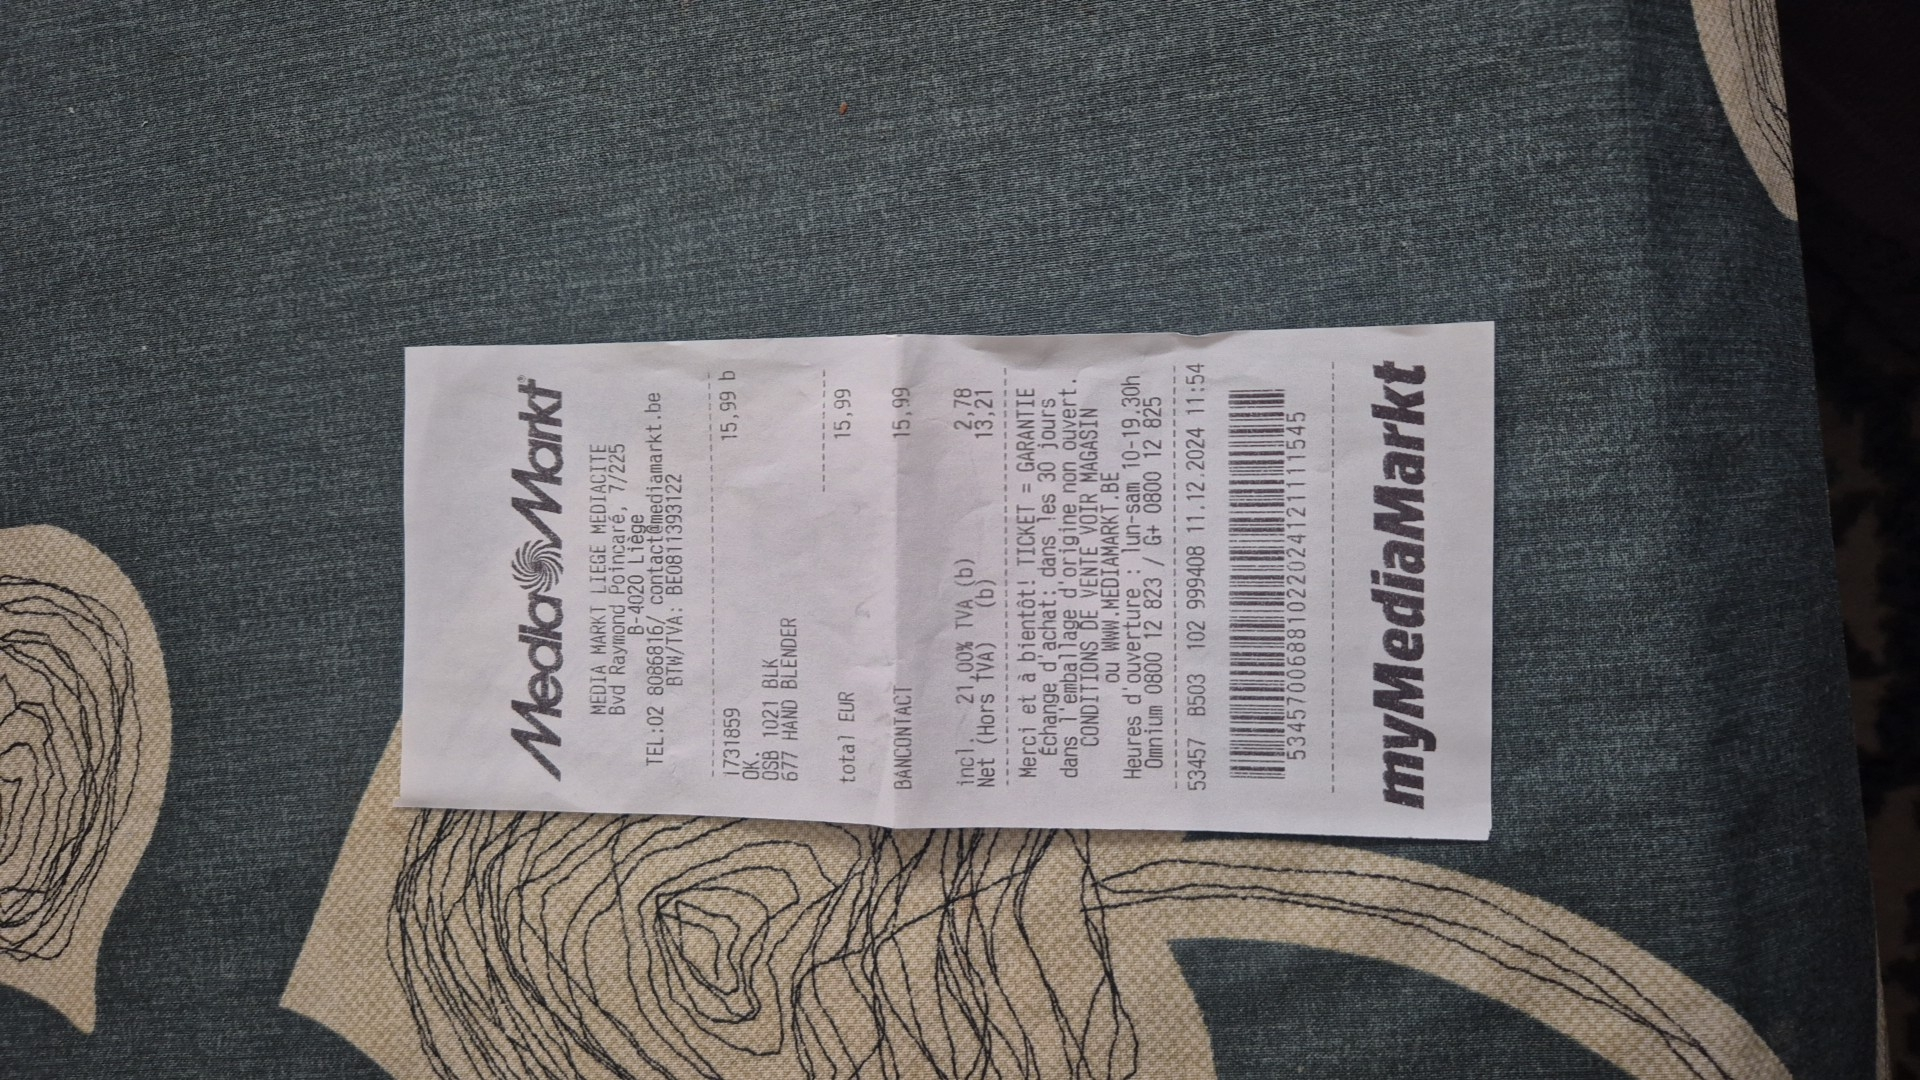 Media Markt
MEDIA MARKT LIEGE MEDIACITE
Bvd Raymond Poincaré, 7/225
B-4020 Liège
TEL:02 8086816/ contact@mediamarkt.be
BTW/TVA: BE0811393122
1731859 15,99 b
OK.
OSB 1021 BLK
677 HAND BLENDER
total EUR 15,99
BANCONTACT 15,99
incl. 21,00% TVA (b) 2,78
Net (Hors TVA) (b) 13,21
Merci et à bientôt! TICKET = GARANTIE
Échange d'achat: dans les 30 jours
dans l'emballage d'origine non ouvert.
CONDITIONS DE VENTE VOIR MAGASIN
ou WWW.MEDIAMARKT.BE
Heures d'ouverture : lun-sam 10-19.30h
Omnium 0800 12 823 / G+ 0800 12 825
53457 B503 102 999408 11.12.2024 11:54
5345700688102202412111154​5
myMediaMarkt